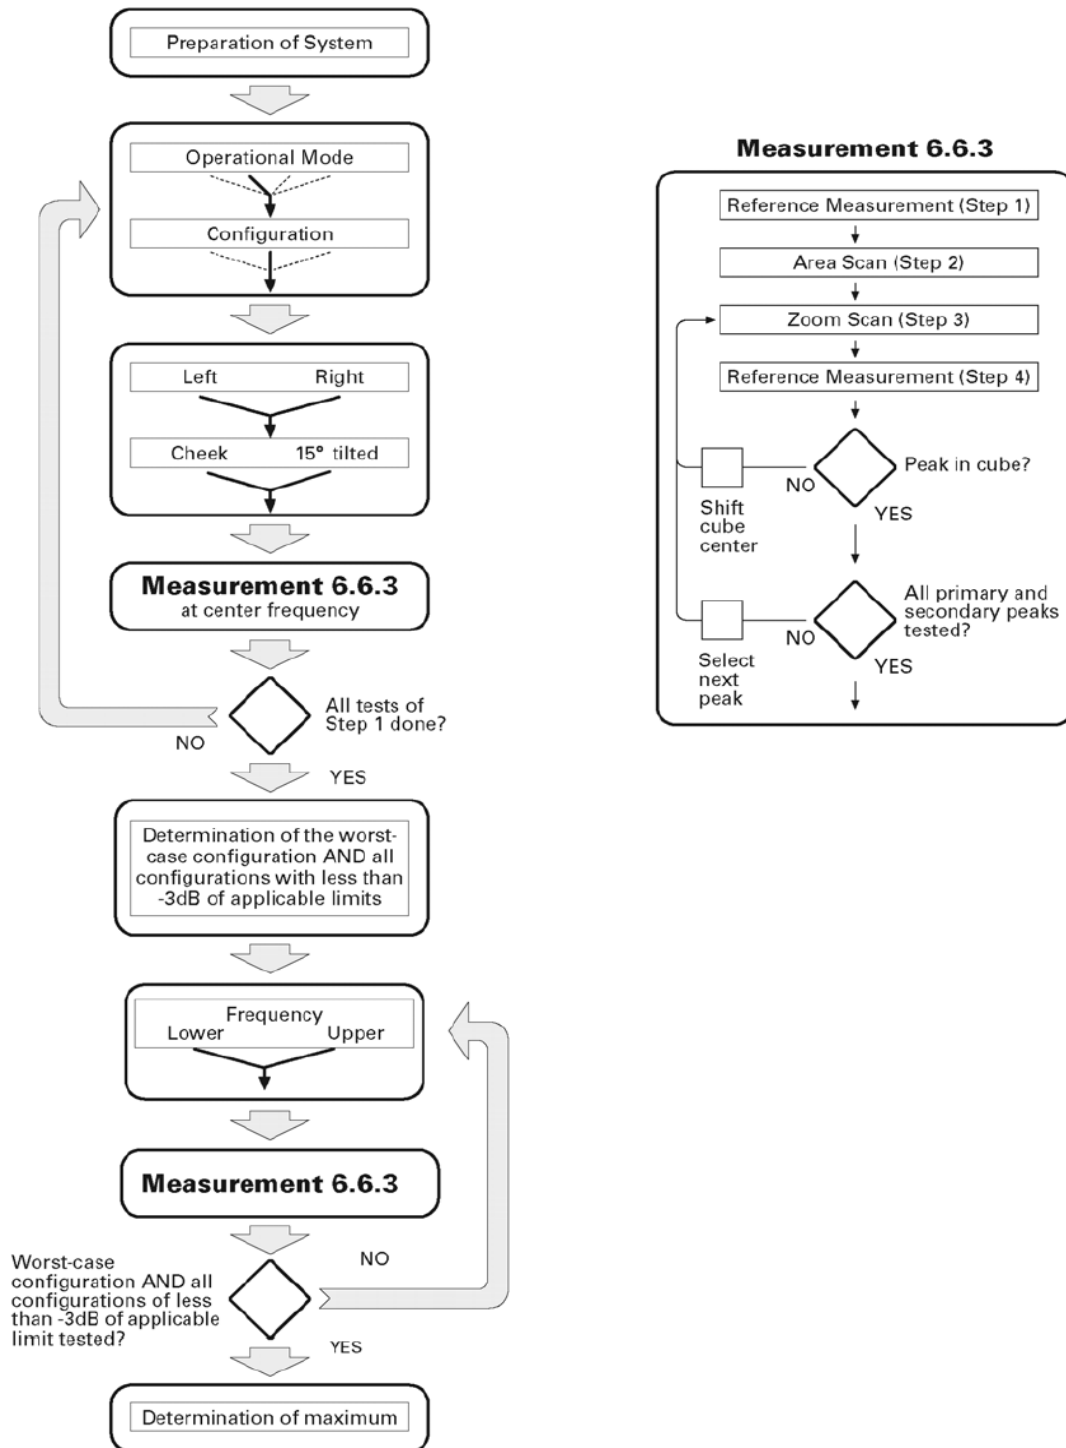 Preparation of System
Operational Mode
Configuration
Left Right
Cheek 15° tilted
Measurement 6.6.3
at center frequency
All tests of
Step 1 done?
NO
YES
Determination of the worst-
case configuration AND all
configurations with less than
-3dB of applicable limits
Frequency
Lower Upper
Measurement 6.6.3
Worst-case
configuration AND all
configurations of less
than -3dB of applicable
limit tested?
NO
YES
Determination of maximum
Measurement 6.6.3
Reference Measurement (Step 1)
Area Scan (Step 2)
Zoom Scan (Step 3)
Reference Measurement (Step 4)
Peak in cube?
NO
YES
Shift
cube
center
All primary and
secondary peaks
tested?
NO
YES
Select
next
peak